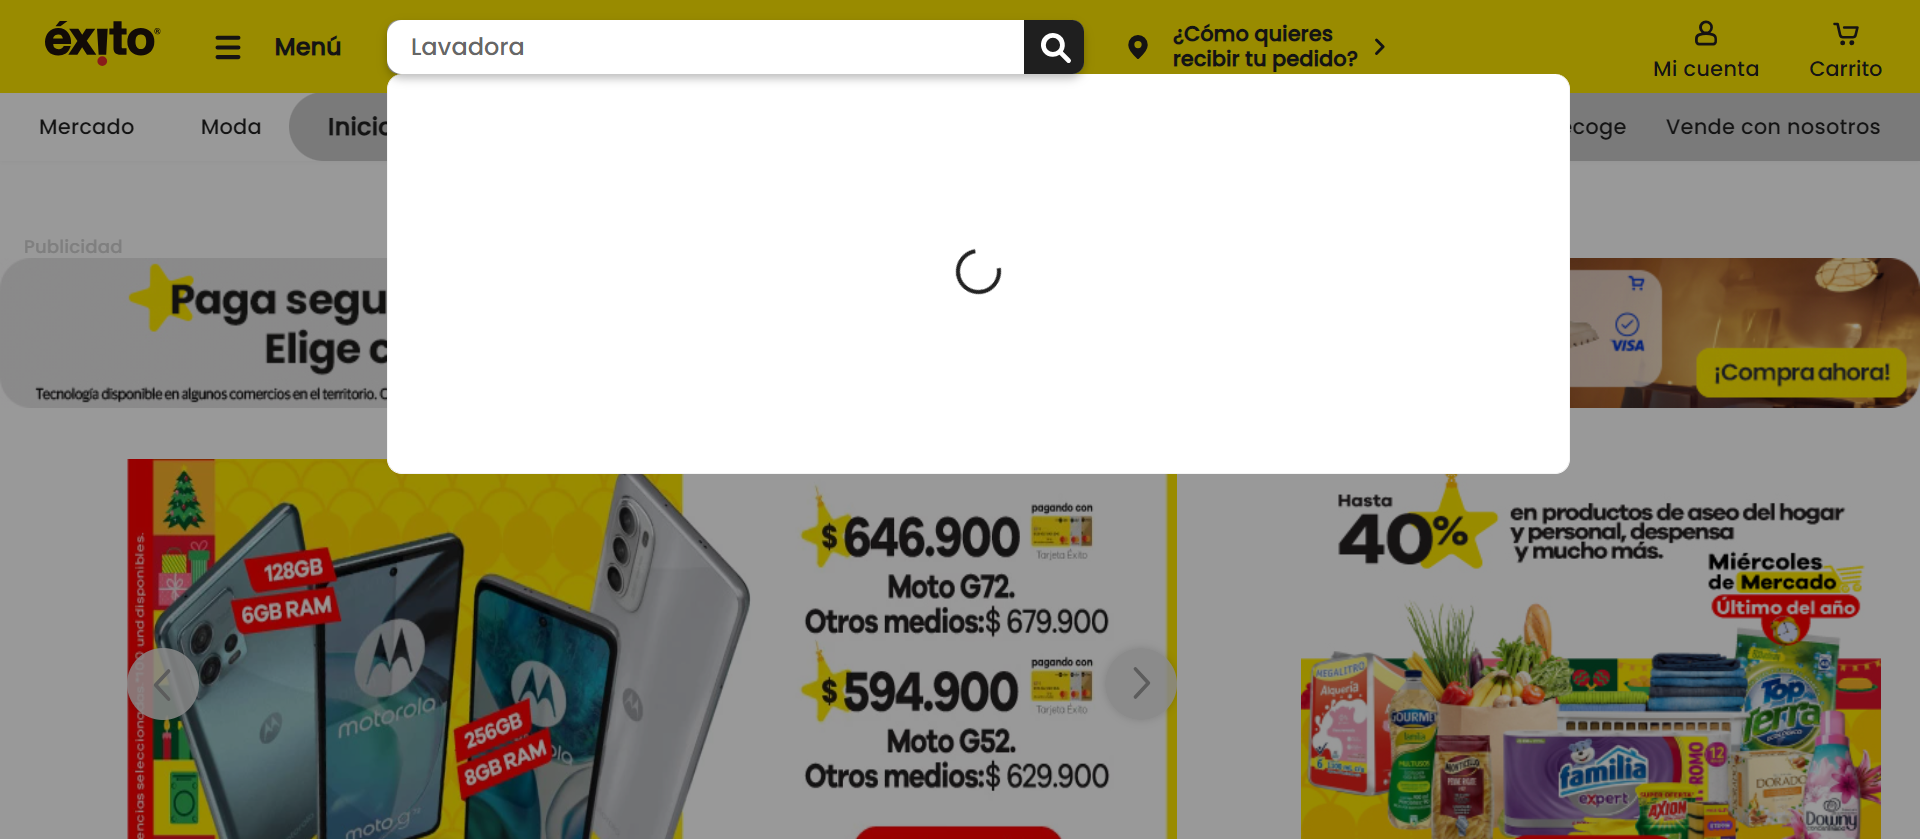 éxito
Menú
Lavadora
¿Cómo quieres
recibir tu pedido?
Mi cuenta
Carrito
Mercado
Moda
Vende con nosotros
Publicidad
Paga segu
Elige c
Tecnología disponible en algunos comercios en el territorio.
VISA
¡Compra ahora!
und disponibles.
128GB
6GB RAM
motorola
moto g
256GB
8GB RAM
$ 646.900
pagando con
Tarjeta Éxito
Moto G72.
Otros medios:$ 679.900
$ 594.900
pagando con
Tarjeta Éxito
Moto G52.
Otros medios:$ 629.900
Hasta
40%
en productos de aseo del hogar
y personal, despensa
y mucho más.
Miércoles
de Mercado
Último del año
MEGALITRO
Alquería
GOURMET
familia
expert
PROMO
12
Top
Terra
DORADO
AXION
Downy